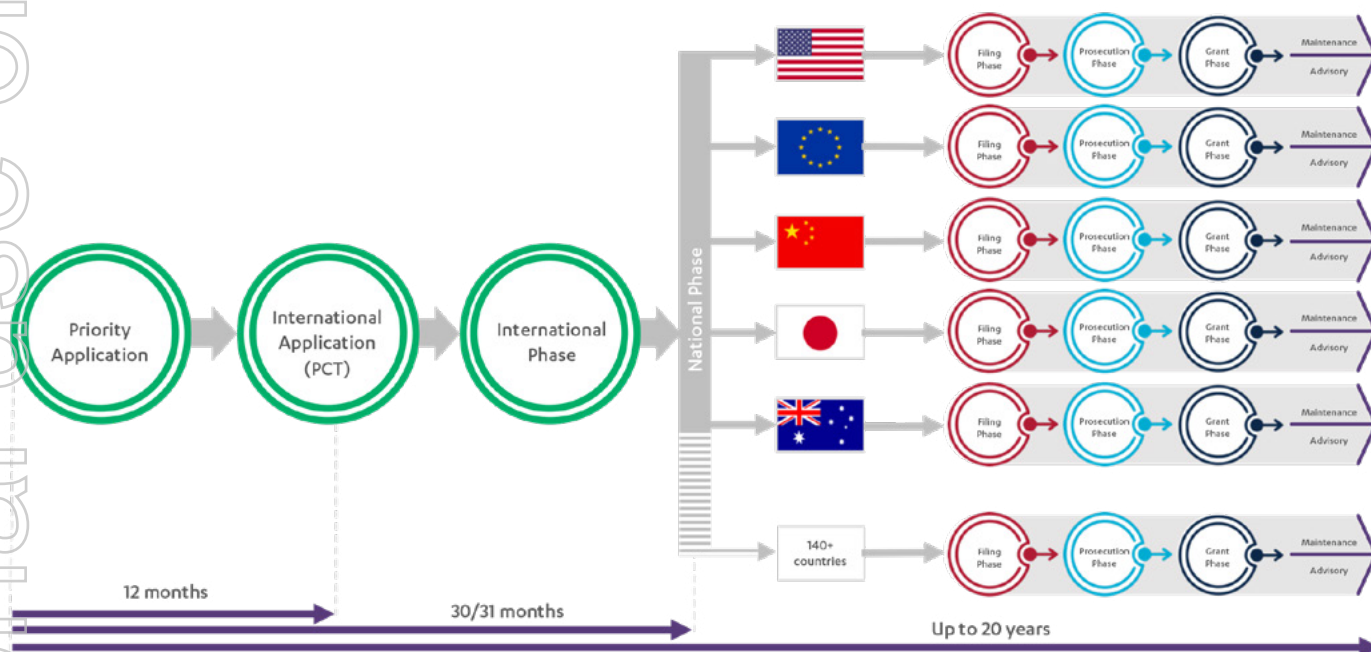 Priority
Application
International
Application
(PCT)
International
Phase
National Phase
Filing
Phase
Prosecution
Phase
Grant
Phase
Maintenance
Advisory
Filing
Phase
Prosecution
Phase
Grant
Phase
Maintenance
Advisory
Filing
Phase
Prosecution
Phase
Grant
Phase
Maintenance
Advisory
Filing
Phase
Prosecution
Phase
Grant
Phase
Maintenance
Advisory
Filing
Phase
Prosecution
Phase
Grant
Phase
Maintenance
Advisory
140+
countries
Filing
Phase
Prosecution
Phase
Grant
Phase
Maintenance
Advisory
12 months
30/31 months
Up to 20 years